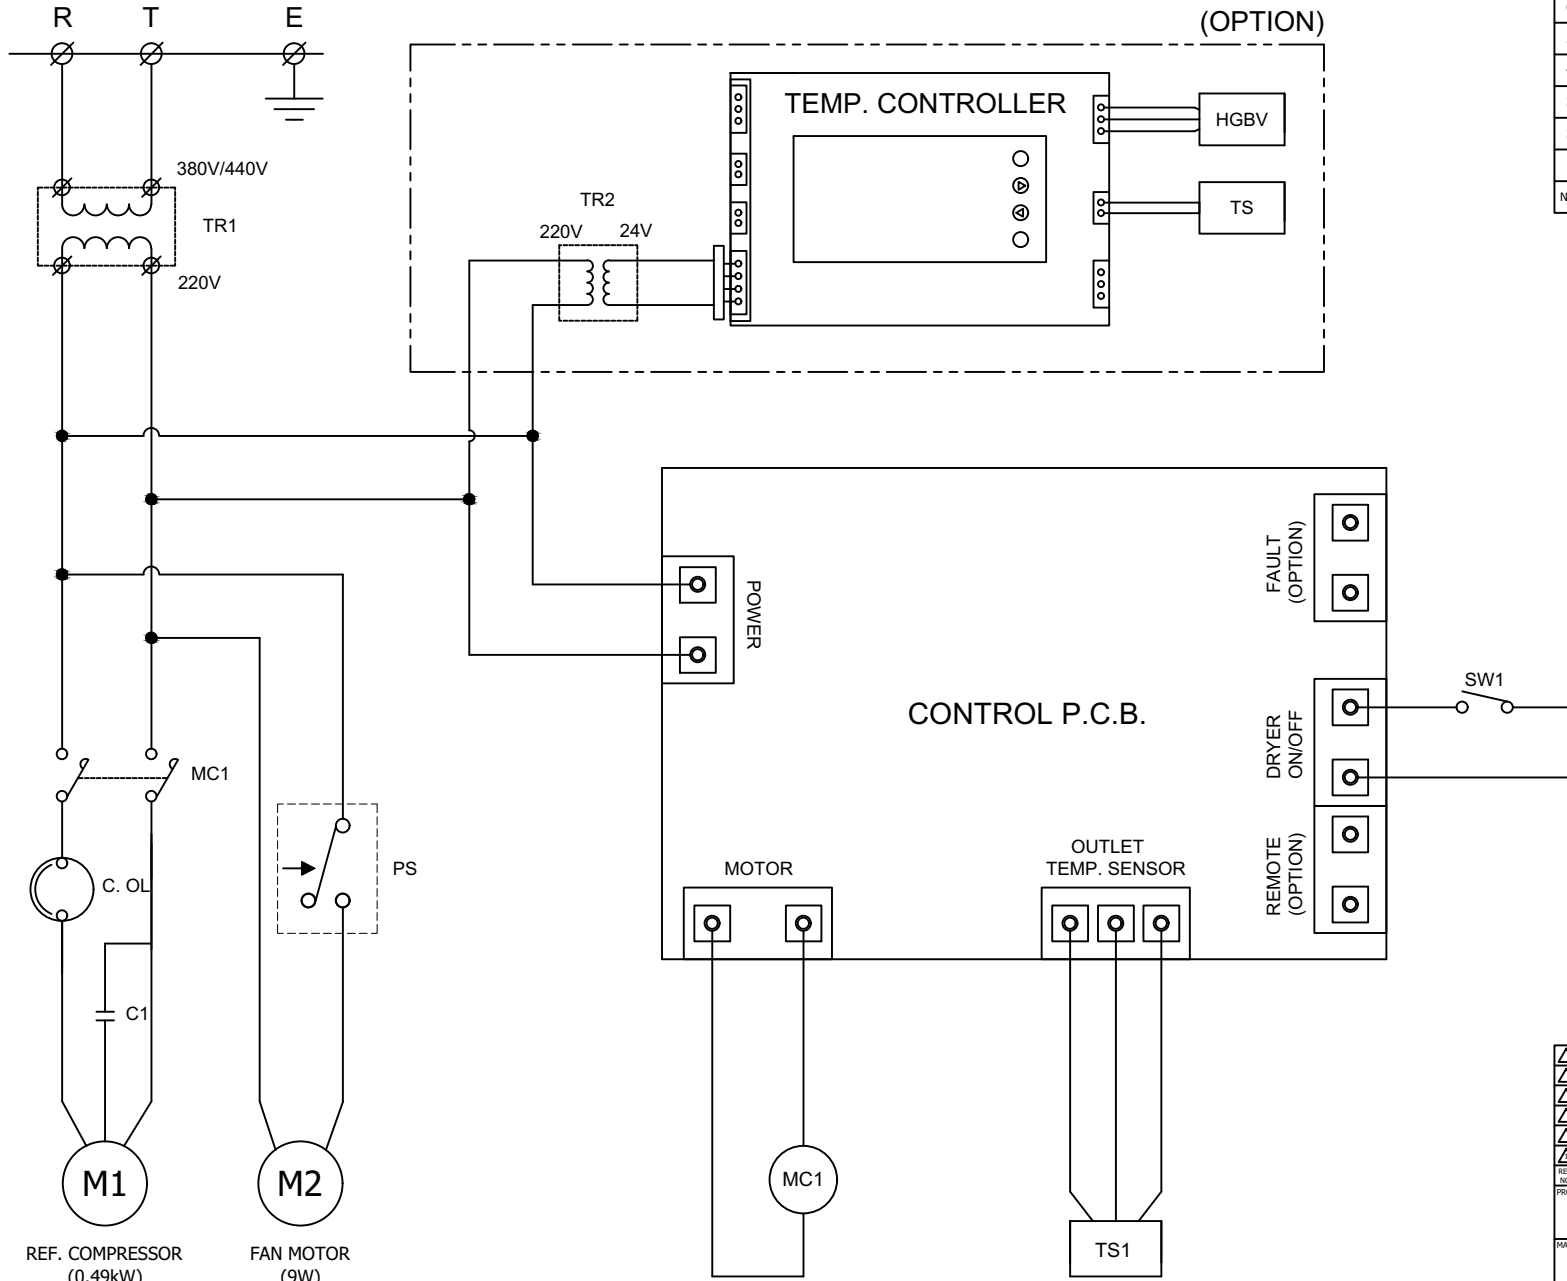 R T E
(OPTION)
TEMP. CONTROLLER
HGBV
380V/440V
TR1
TR2
TS
220V 24V
220V
FAULT
(OPTION)
POWER
SW1
CONTROL P.C.B.
DRYER
ON/OFF
MC1
OUTLET
TEMP. SENSOR
MOTOR
PS
C. OL
REMOTE
(OPTION)
C1
M1
M2
MC1
TS1
REF. COMPRESSOR
(0.49kW)
FAN MOTOR
(9W)